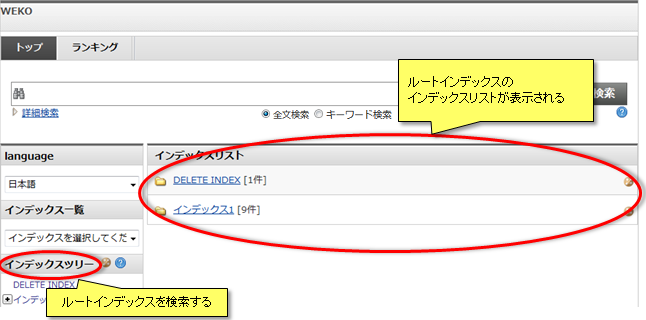 WEKO
トップ ランキング
ルートインデックスの
インデックスリストが表示される
検索
詳細検索
全文検索 キーワード検索
language
インデックスリスト
日本語
DELETE INDEX [1件]
インデックス一覧
インデックス1 [9件]
インデックスを選択してくだ
インデックスツリー
DELETE INDEX
インデッ
ルートインデックスを検索する